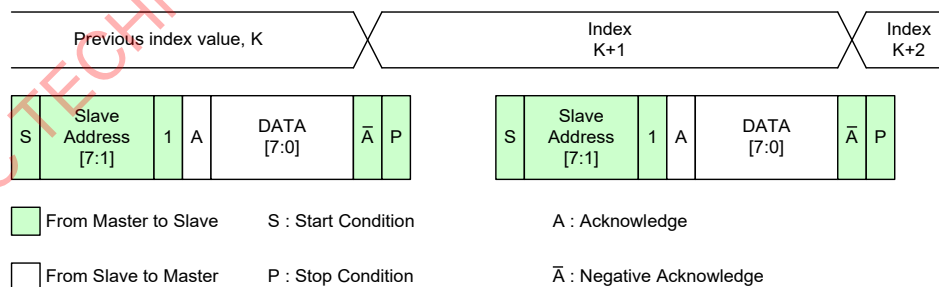 Previous index value, K
Index
K+1
Index
K+2
S
Slave
Address
[7:1]
1
A
DATA
[7:0]
A̅
P
S
Slave
Address
[7:1]
1
A
DATA
[7:0]
A̅
P
From Master to Slave
S : Start Condition
A : Acknowledge
From Slave to Master
P : Stop Condition
A̅ : Negative Acknowledge
C TECH